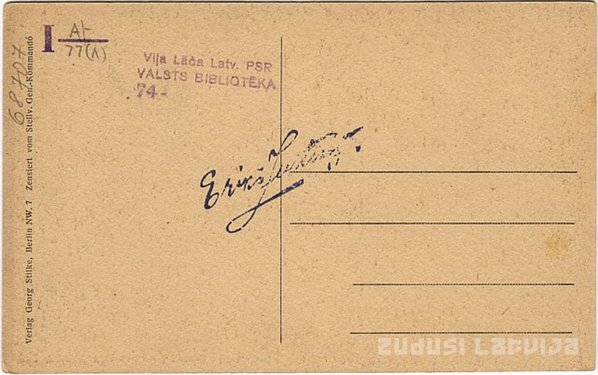 I
A/-
77(Λ)
68707
Viļa Lāča Latv. PSR
VALSTS BIBLIOTĒKA
74-
Verlag Georg Stilke, Berlin NW. 7 Zensiert vom Stellv. Gen.-Kommando
ZUDUSI LATVIJA